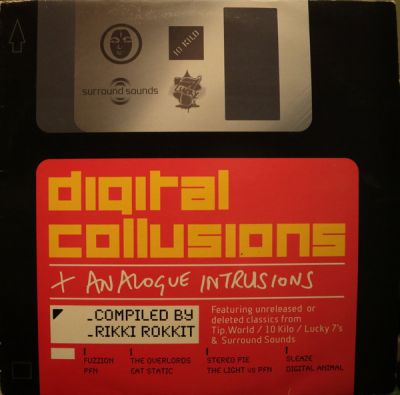 10 KILO
surround sounds
LUCKY
digital
collusions
+ ANALOGUE INTRUSIONS
_COMPILED BY
_RIKKI ROKKIT
Featuring unreleased or
deleted classics from
Tip.World / 10 Kilo / Lucky 7's
& Surround Sounds
FUZZION
PFN
THE OVERLORDS
EAT STATIC
STEREO PIE
THE LIGHT vs PFN
SLEAZE
DIGITAL ANIMAL